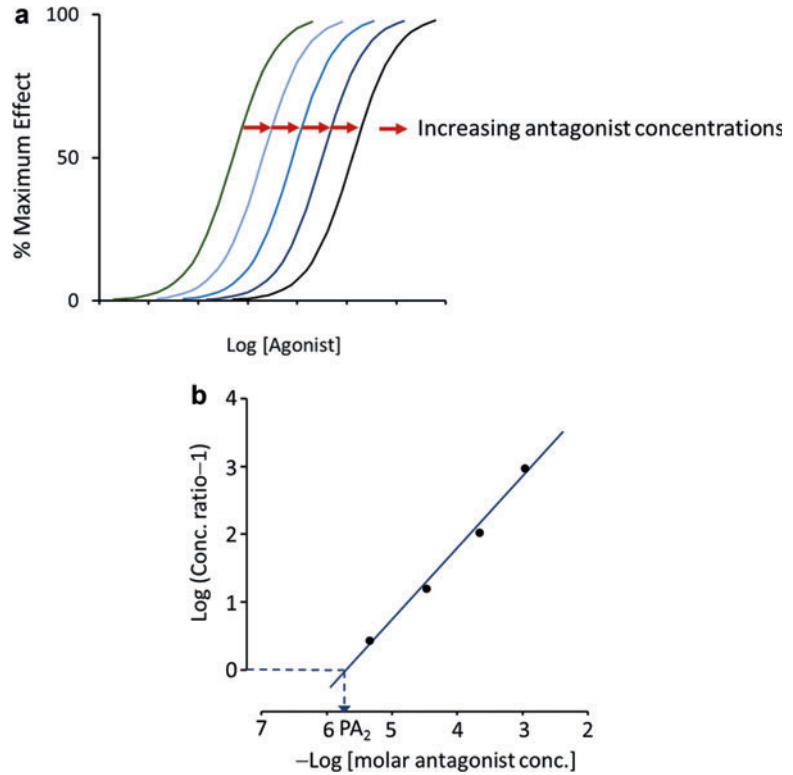 a
100
50
0
% Maximum Effect
Increasing antagonist concentrations
Log [Agonist]
b
4
3
2
1
0
Log (Conc. ratio−1)
7 6 PA₂ 5 4 3 2
−Log [molar antagonist conc.]